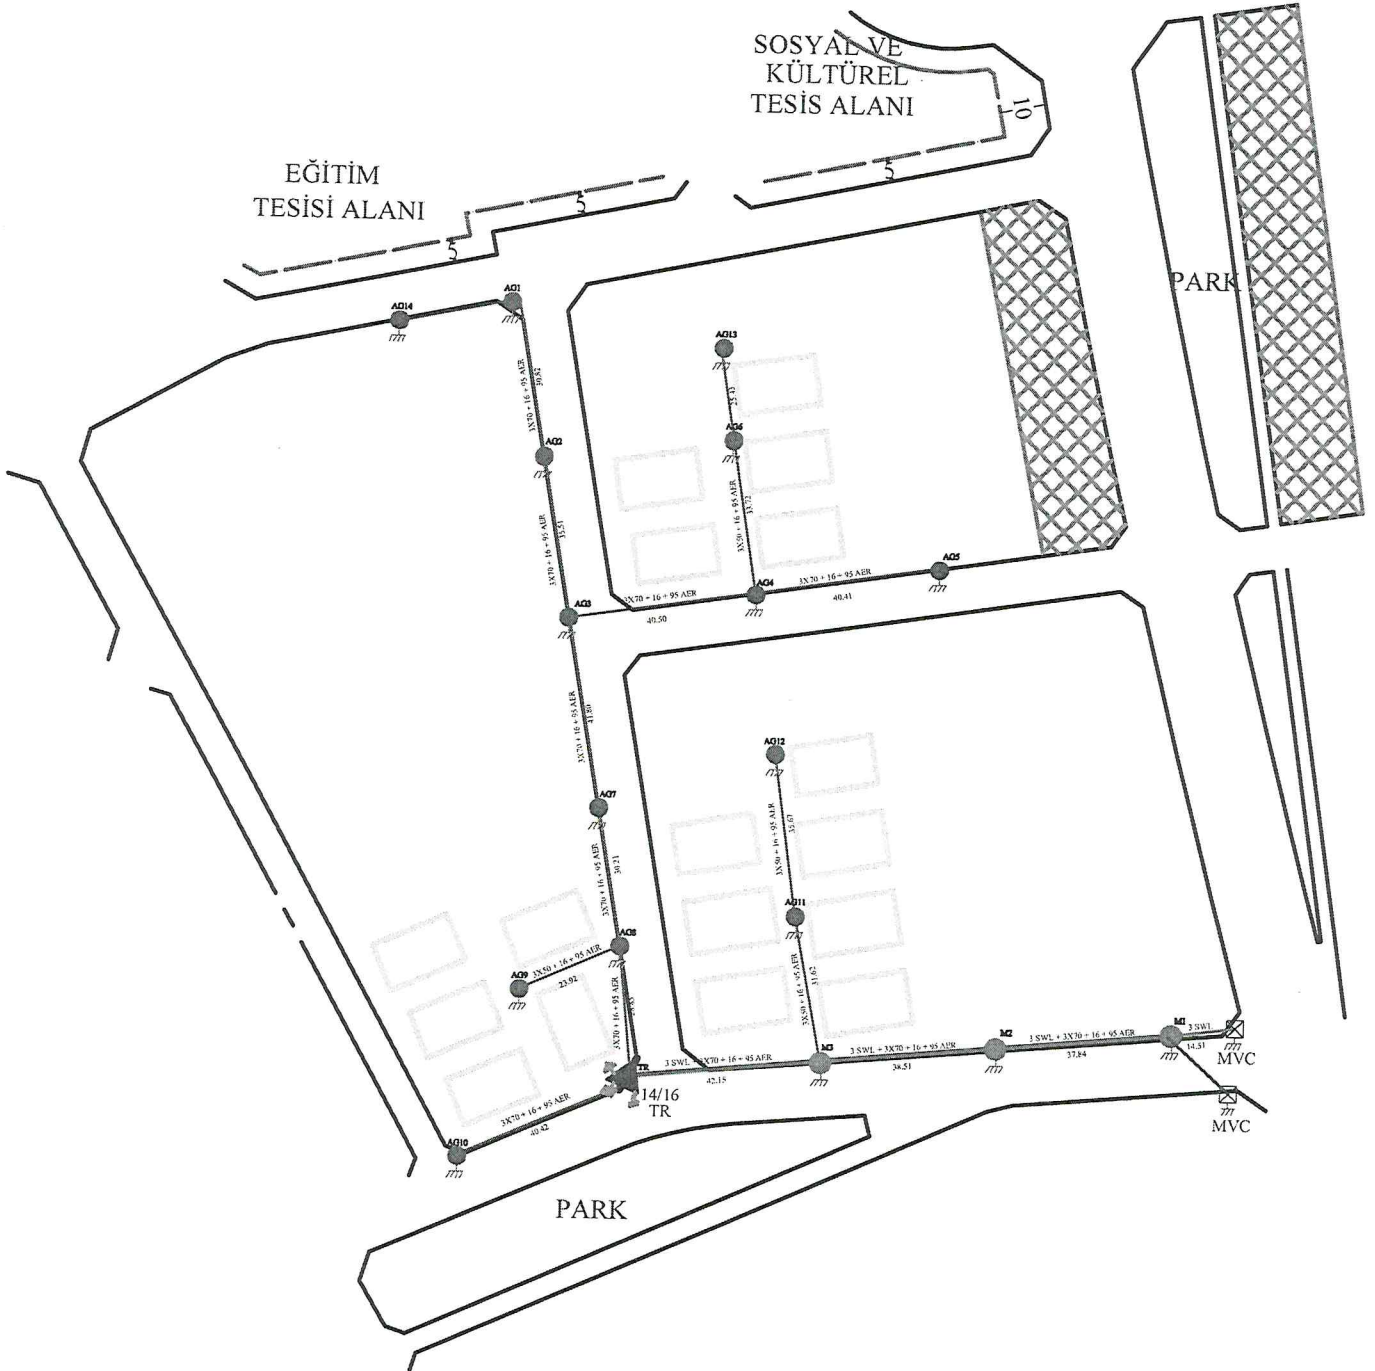 SOSYAL VE
KÜLTÜREL
TESİS ALANI
10
5
EĞİTİM
TESİSİ ALANI
5
5
PARK
AG14
AG1
AG13
3X70 + 16 + 95 AER
39.82
25.43
AG2
AG6
3X70 + 16 + 95 AER
35.51
3X50 + 16 + 95 AER
33.72
AG5
AG4
3X70 + 16 + 95 AER
40.41
AG3
3X70 + 16 + 95 AER
40.50
3X70 + 16 + 95 AER
41.80
AG12
AG7
3X50 + 16 + 95 AER
35.67
3X70 + 16 + 95 AER
30.21
AG11
AG8
3X50 + 16 + 95 AER
23.92
AG9
3X50 + 16 + 95 AER
31.62
3X70 + 16 + 95 AER
M1
3 SWL
14.51
MVC
M2
3 SWL + 3X70 + 16 + 95 AER
37.84
M3
3 SWL + 3X70 + 16 + 95 AER
38.51
TR
3 SWL + 3X70 + 16 + 95 AER
42.15
14/16
TR
MVC
3X70 + 16 + 95 AER
40.42
AG10
PARK